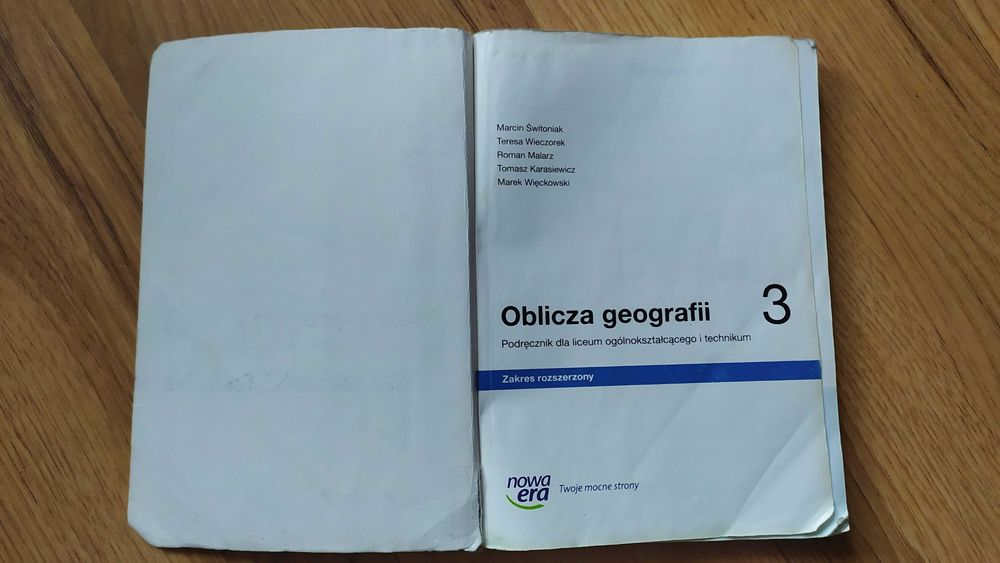 Marcin Świtoniak
Teresa Wieczorek
Roman Malarz
Tomasz Karasiewicz
Marek Więckowski
Oblicza geografii 3
Podręcznik dla liceum ogólnokształcącego i technikum
Zakres rozszerzony
nowa
era
Twoje mocne strony